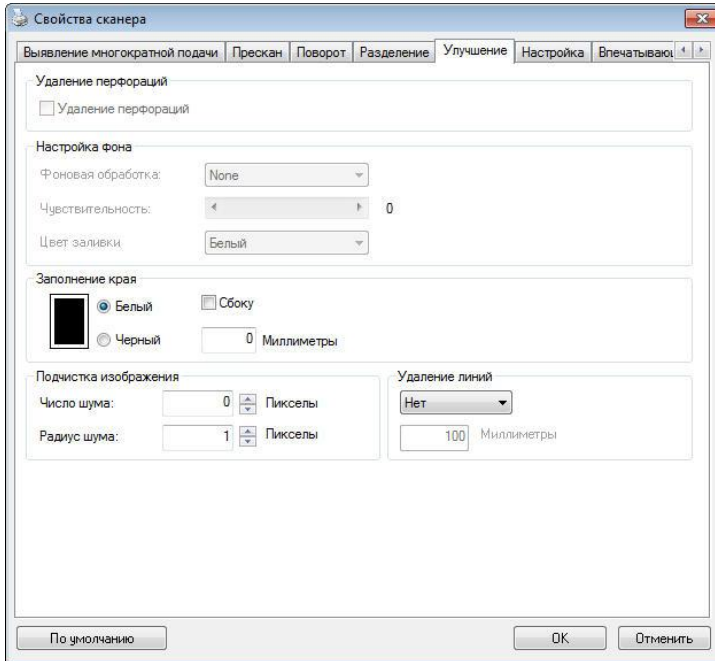 Свойства сканера
Выявление многократной подачи Прескан Поворот Разделение Улучшение Настройка
Удаление перфораций
Удаление перфораций
Настройка фона
Фоновая обработка: None
Чувствительность: 0
Цвет заливки Белый
Заполнение края
Белый Сбоку
Черный 0 Миллиметры
Подчистка изображения
Число шума: 0 Пикселы
Радиус шума: 1 Пикселы
Удаление линий
Нет
100 Миллиметры
По умолчанию OK Отменить